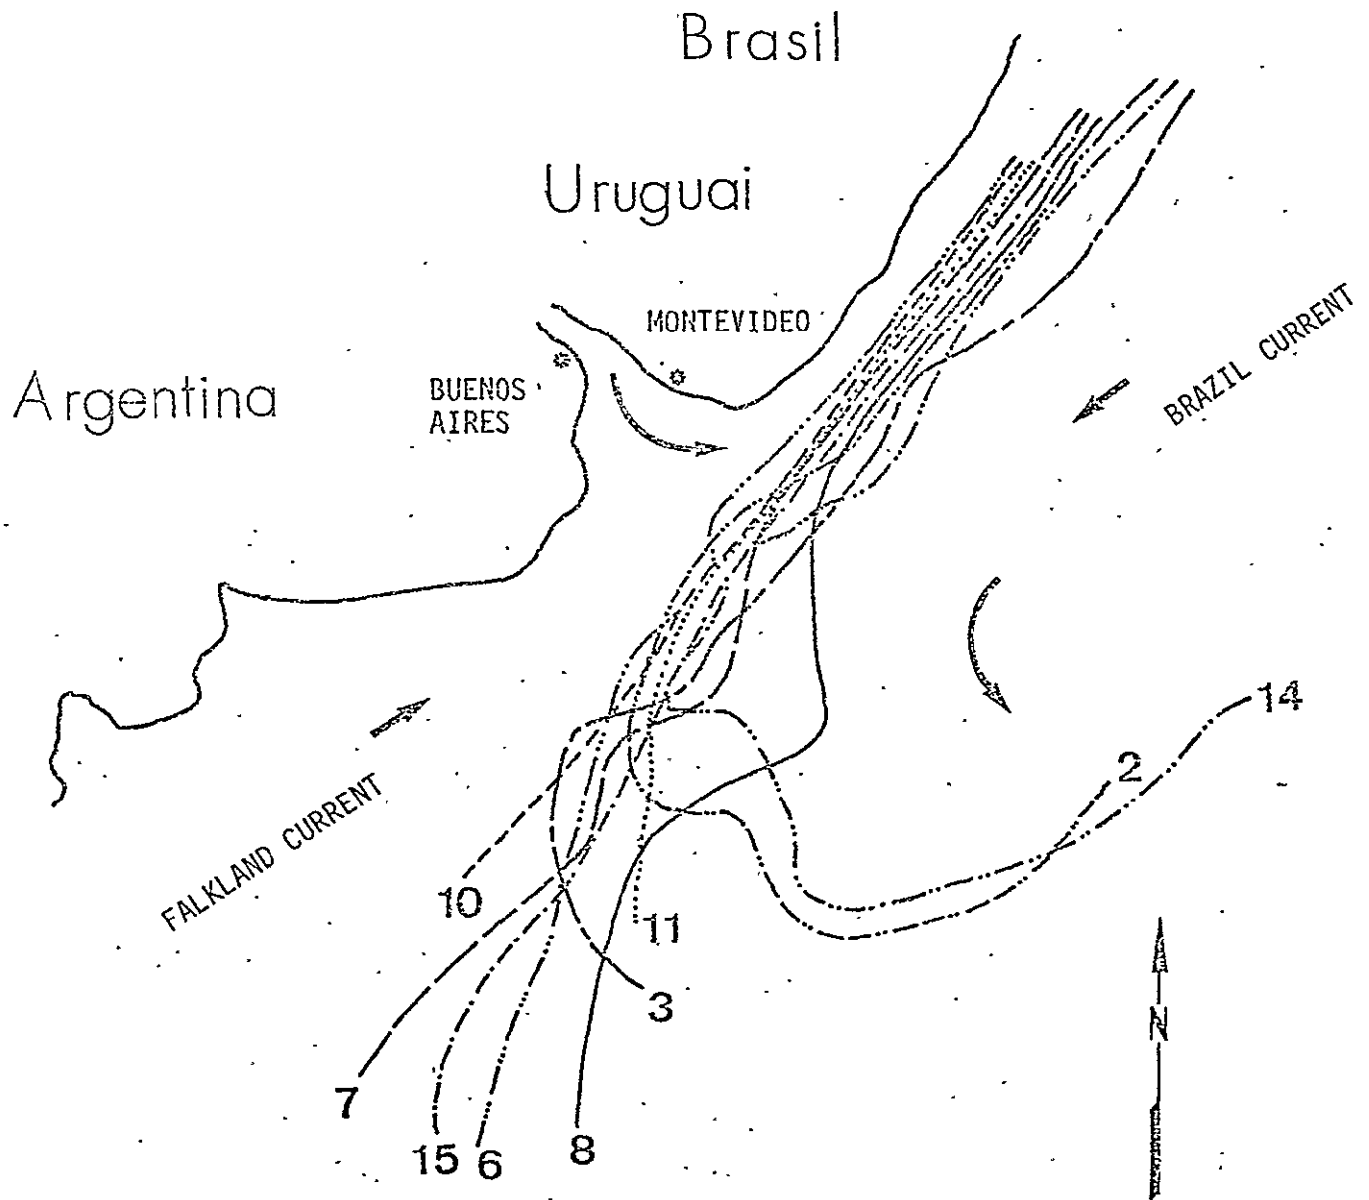 Brasil
Uruguai
MONTEVIDEO
Argentina
BUENOS
AIRES
BRAZIL CURRENT
FALKLAND CURRENT
14
2
10
11
3
7
15
6
8
N